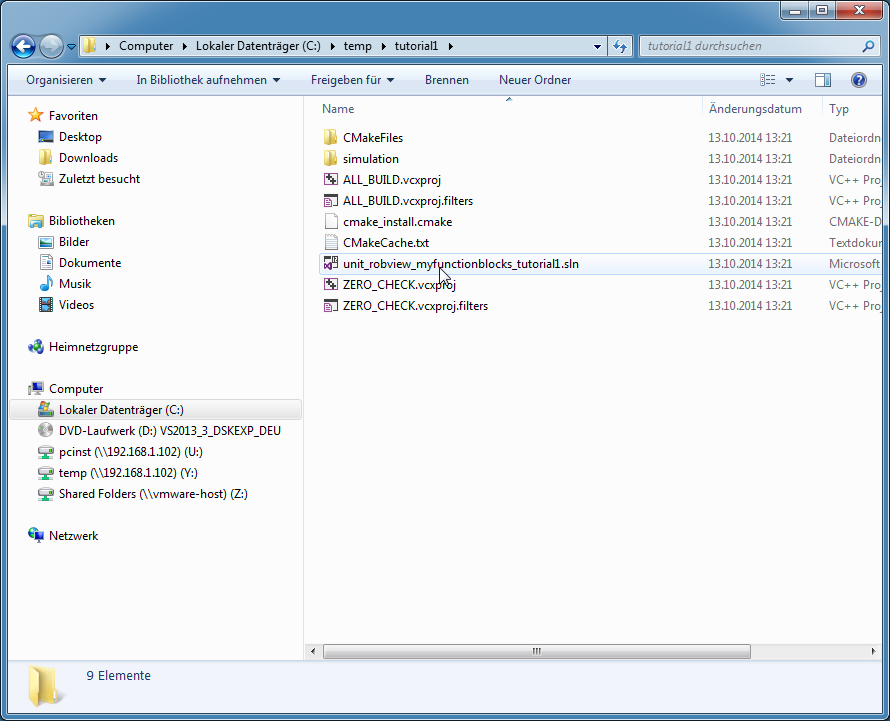 Computer Lokaler Datenträger (C:) temp tutorial1 tutorial1 durchsuchen
Organisieren In Bibliothek aufnehmen Freigeben für Brennen Neuer Ordner
Favoriten
Desktop
Downloads
Zuletzt besucht
Bibliotheken
Bilder
Dokumente
Musik
Videos
Heimnetzgruppe
Computer
Lokaler Datenträger (C:)
DVD-Laufwerk (D:) VS2013_3_DSKEXP_DEU
pcinst (\\192.168.1.102) (U:)
temp (\\192.168.1.102) (Y:)
Shared Folders (\\vmware-host) (Z:)
Netzwerk
Name Änderungsdatum Typ
CMakeFiles 13.10.2014 13:21 Dateiordn
simulation 13.10.2014 13:21 Dateiordn
ALL_BUILD.vcxproj 13.10.2014 13:21 VC++ Proj
ALL_BUILD.vcxproj.filters 13.10.2014 13:21 VC++ Proj
cmake_install.cmake 13.10.2014 13:21 CMAKE-D
CMakeCache.txt 13.10.2014 13:21 Textdokur
unit_robview_myfunctionblocks_tutorial1.sln 13.10.2014 13:21 Microsoft
ZERO_CHECK.vcxproj 13.10.2014 13:21 VC++ Proj
ZERO_CHECK.vcxproj.filters 13.10.2014 13:21 VC++ Proj
9 Elemente